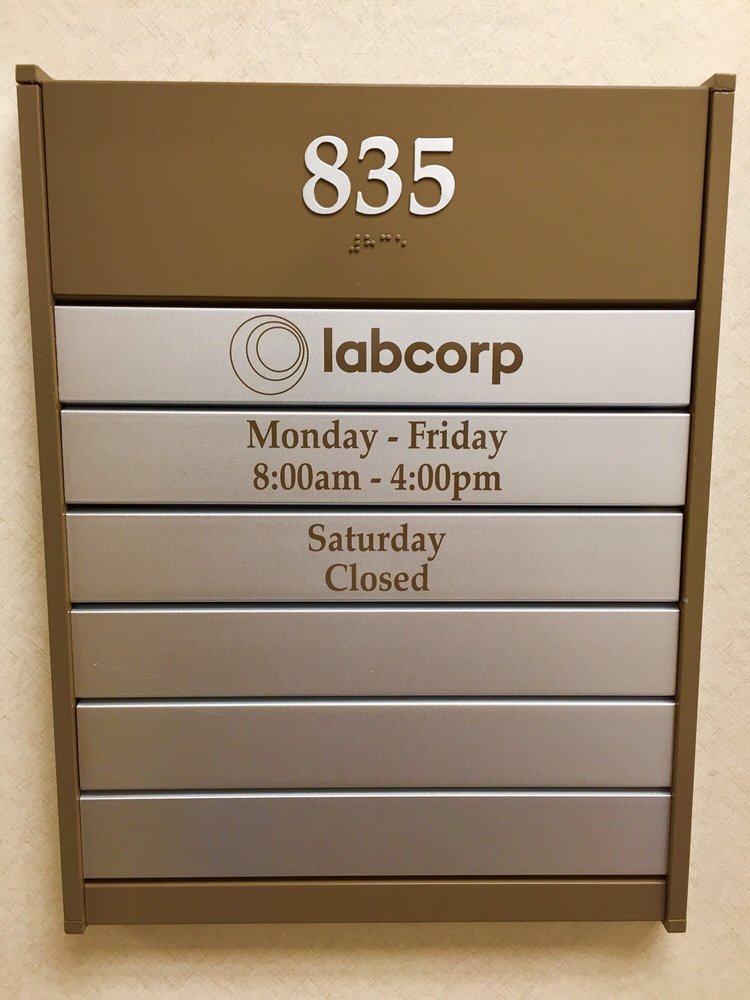 835
⠼⠓⠉⠑
labcorp
Monday - Friday
8:00am - 4:00pm
Saturday
Closed